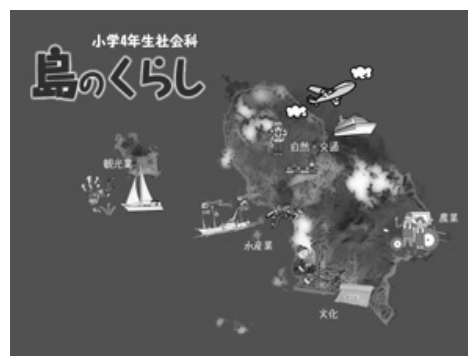 小学4年生社会科
島のくらし
自然・交通
観光業
農業
水産業
文化